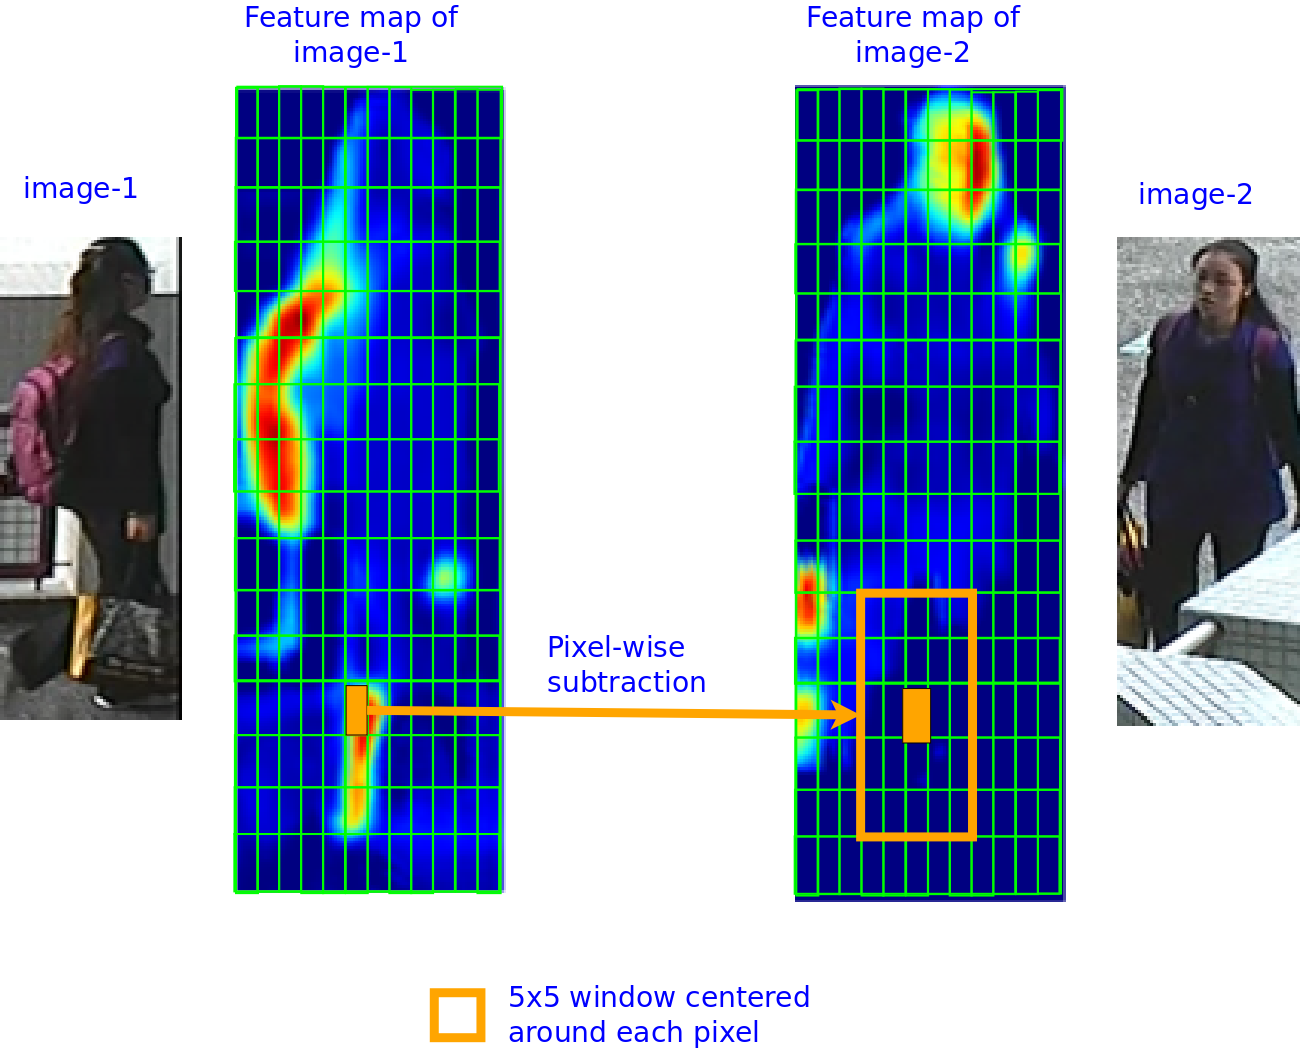 Feature map of
image-1
Feature map of
image-2
image-1
image-2
Pixel-wise
subtraction
5x5 window centered
around each pixel